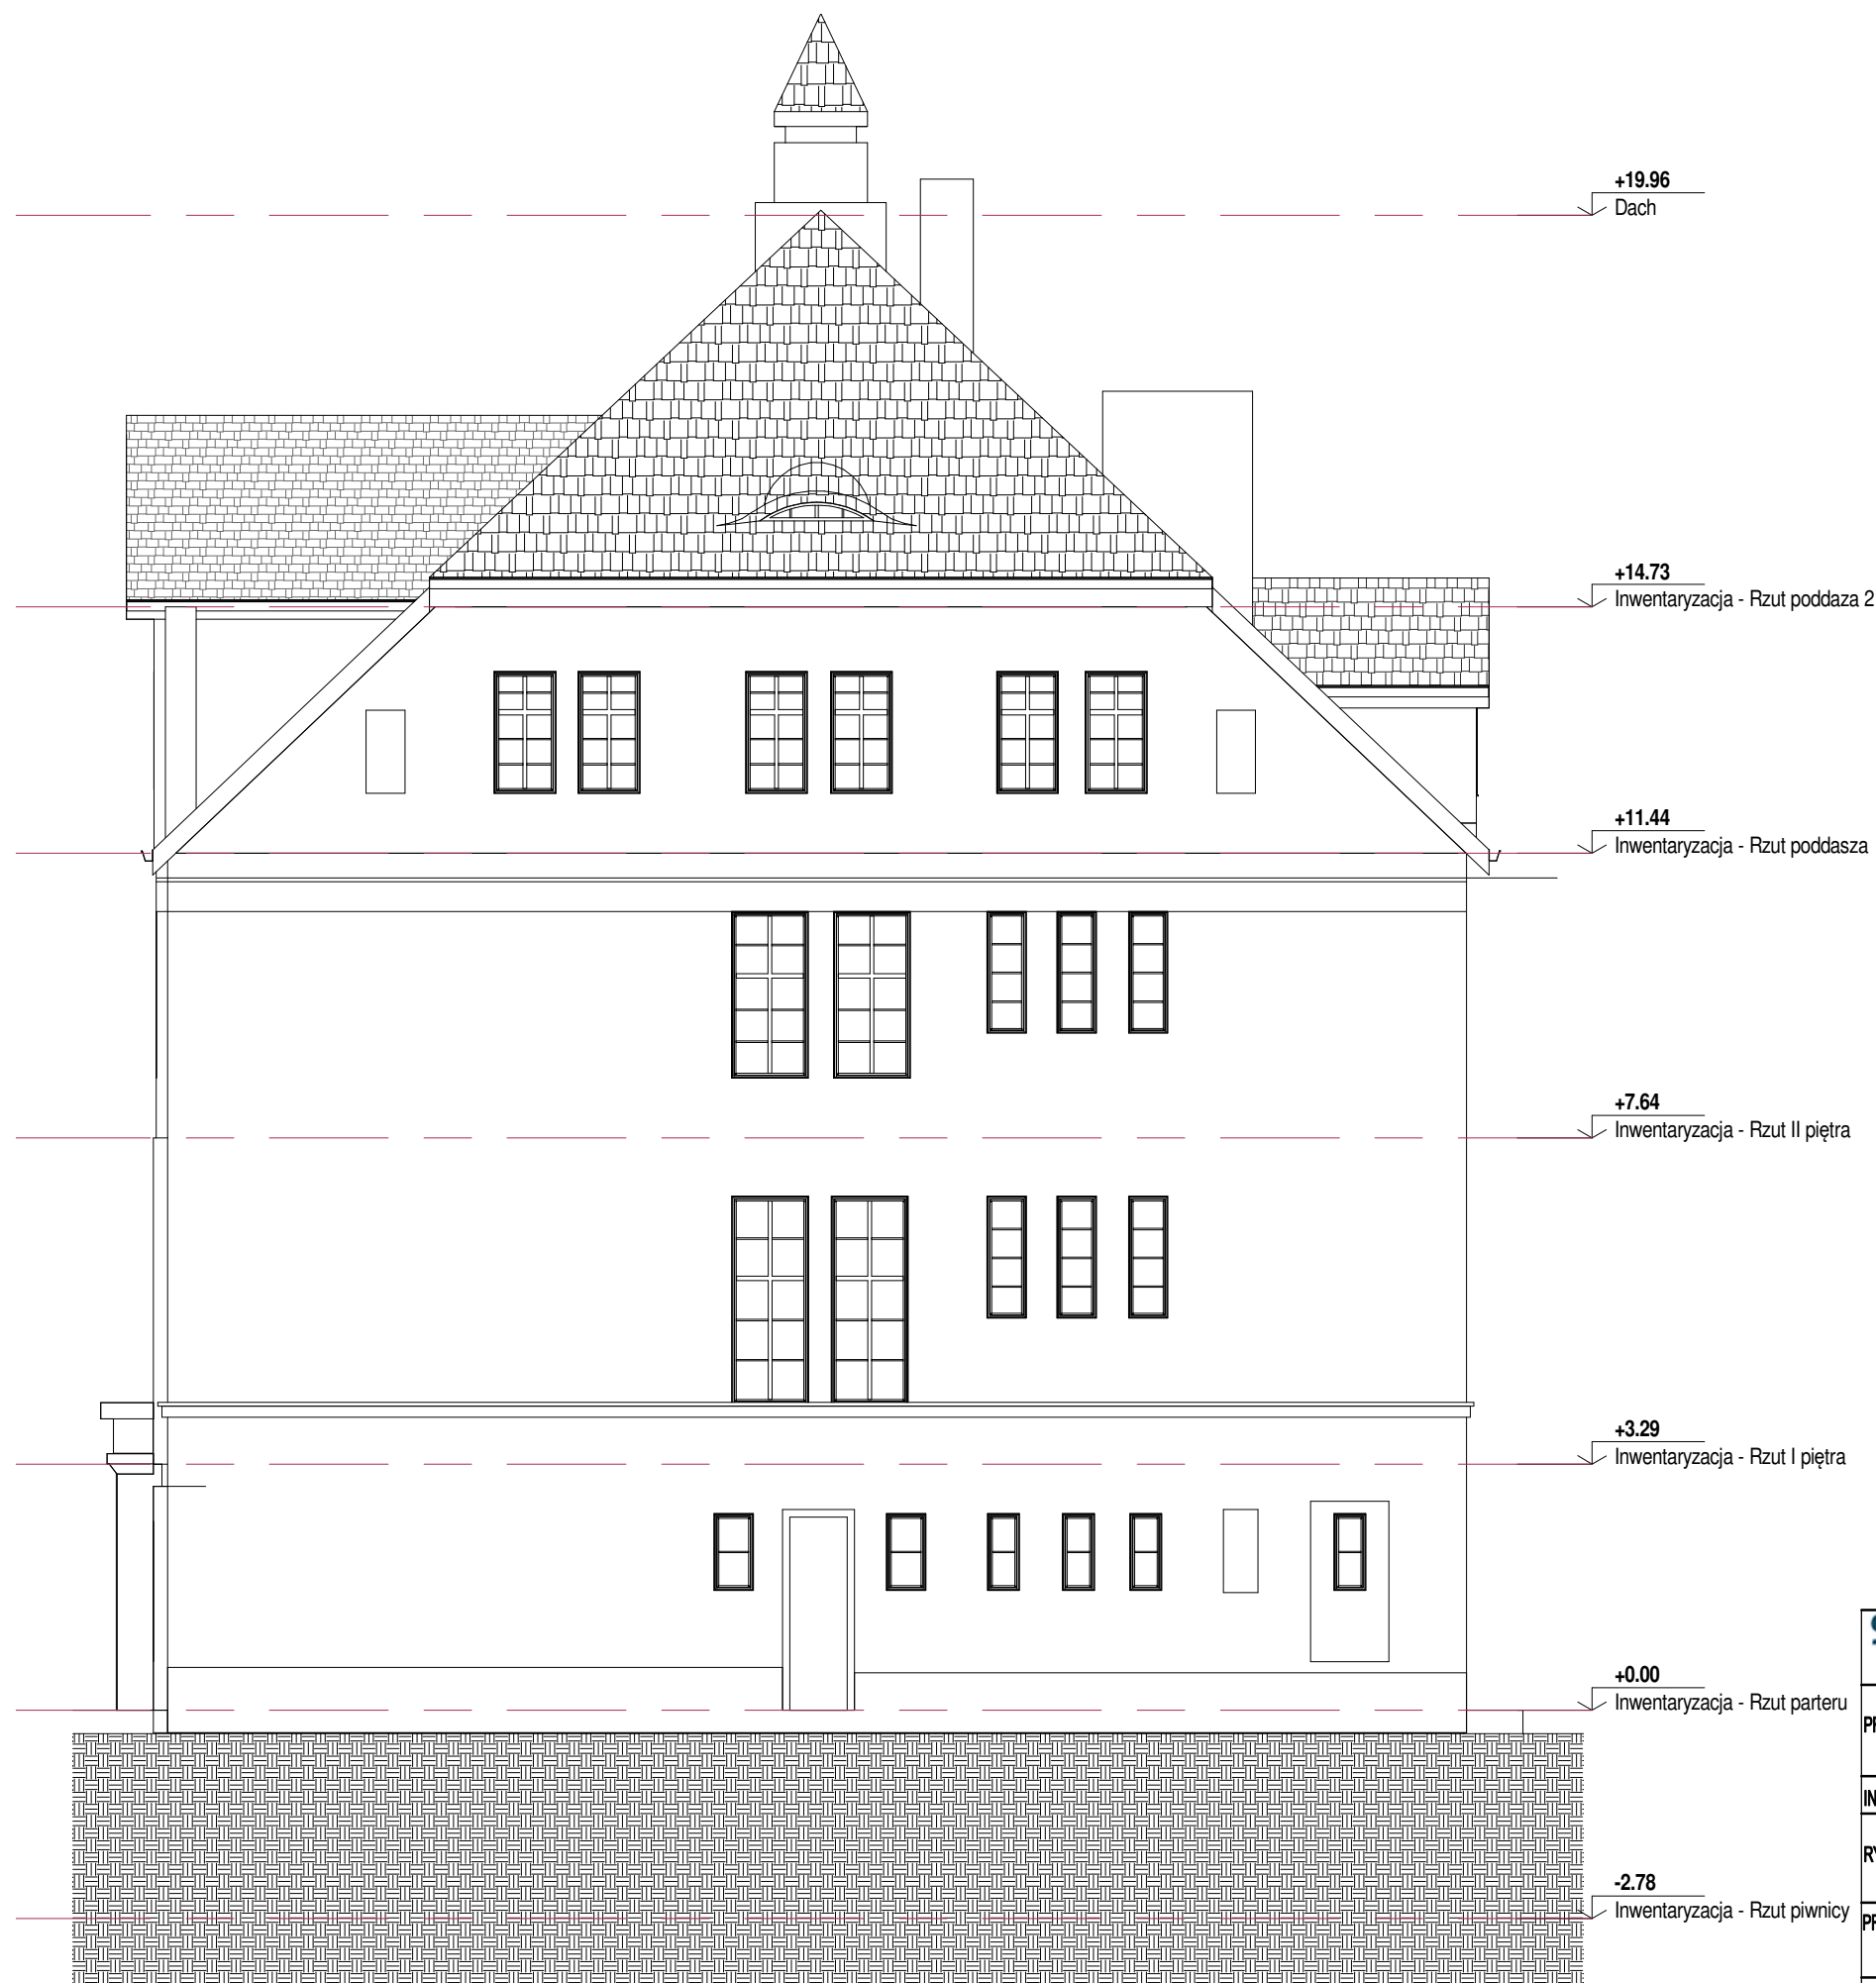 +19.96
Dach
+14.73
Inwentaryzacja - Rzut poddaza 2
+11.44
Inwentaryzacja - Rzut poddasza
+7.64
Inwentaryzacja - Rzut II piętra
+3.29
Inwentaryzacja - Rzut I piętra
+0.00
Inwentaryzacja - Rzut parteru
-2.78
Inwentaryzacja - Rzut piwnicy